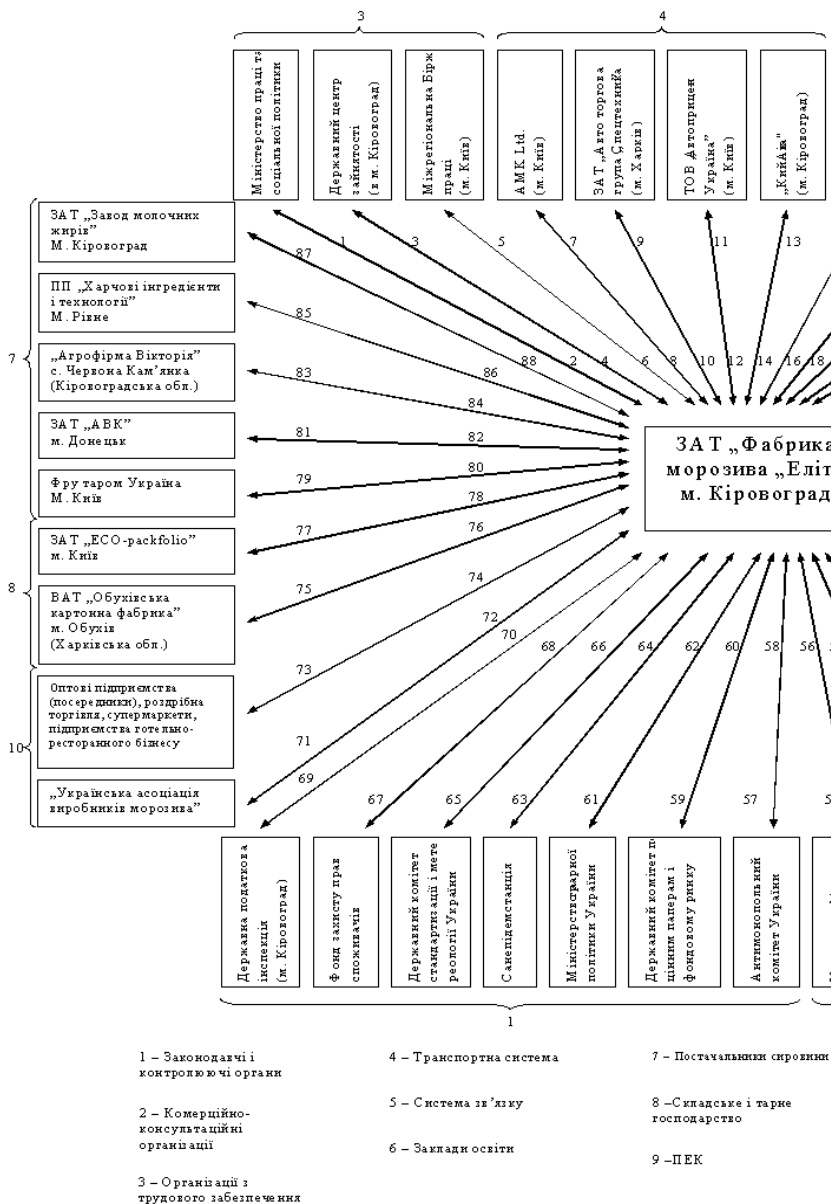 3
4
Міністерство праці та
соціальної політики
Державний центр
зайнятості
(в м. Кіровоград)
Міжрегіональна Бірж
праці
(м. Київ)
АМК Ltd.
(м. Київ)
ЗАТ „Авто торгова
група Спецтехніка
(м. Харків)
ТОВ Автоприцеп
Україна”
(м. Київ)
„КийАвіа"
(м. Кіровоград)
ЗАТ „Завод молочних
жирів”
М. Кіровоград
87
1
3
5
7
9
11
13
ПП „Харчові інгредієнти
і технології”
М. Рівне
85
7
„Агрофірма Вікторія”
с. Червона Кам’янка
(Кіровоградська обл.)
83
86
88
2
4
6
8
10
12
14
16
18
84
ЗАТ „АВК”
м. Донецьк
81
82
ЗАТ „Фабрика
морозива „Еліт
м. Кіровоград
Фру таром Україна
М. Київ
79
80
78
ЗАТ „ECO-packfolio”
м. Київ
77
76
8
ВАТ „Обухівська
картонна фабрика”
м. Обухів
(Харківська обл.)
75
74
72
70
68
66
64
62
60
58
56
Оптові підприємства
(посередники), роздрібна
торгівля, супермаркети,
підприємства готельно-
ресторанного бізнесу
73
10
71
69
„Українська асоціація
виробників морозива”
67
65
63
61
59
57
5
Державна податкова
інспекція
(м. Кіровоград)
Фонд захисту прав
споживачів
Державний комітет
стандартизації і мете
реології України
Санепідемстанція
політики України
Державний комітет по
цінним паперам і
фондовому ринку
Антимонопольний
комітет України
1
1 – Законодавчі і
контролюючі органи
4 – Транспортна система
7 – Постачальники сировини
2 – Комерційно-
консультаційні
організації
5 – Система зв’язку
8 –Складське і тарне
господарство
6 – Заклади освіти
9 –ПЕК
3 – Організації з
трудового забезпечення